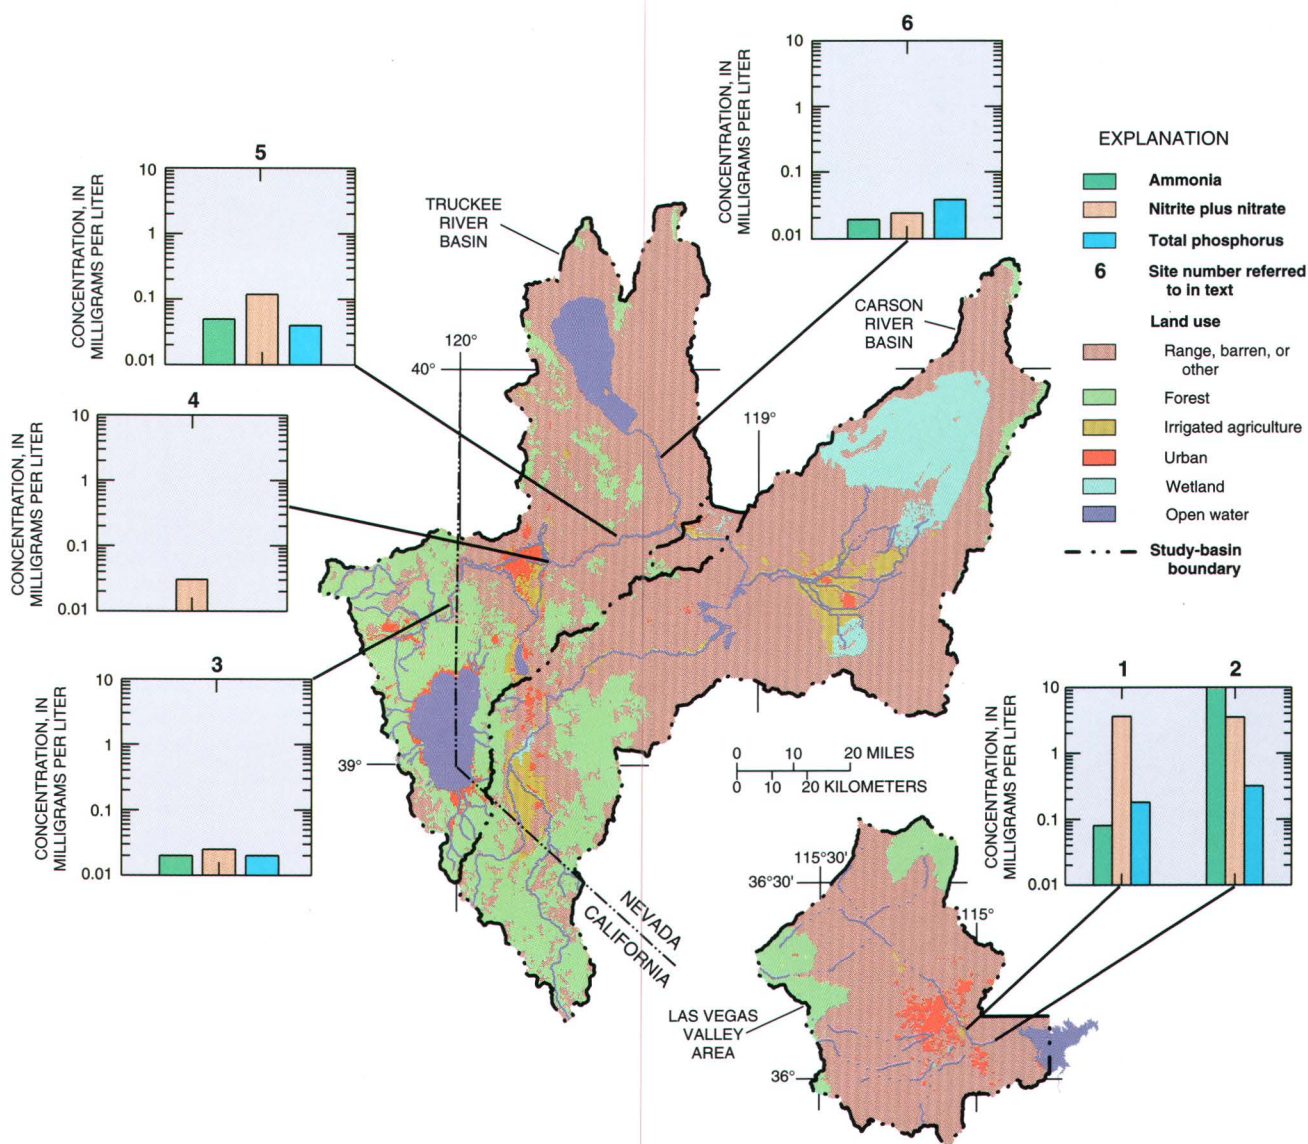 6
CONCENTRATION, IN
MILLIGRAMS PER LITER
10
1
0.1
0.01
5
CONCENTRATION, IN
MILLIGRAMS PER LITER
10
1
0.1
0.01
4
CONCENTRATION, IN
MILLIGRAMS PER LITER
10
1
0.1
0.01
3
CONCENTRATION, IN
MILLIGRAMS PER LITER
10
1
0.1
0.01
TRUCKEE
RIVER
BASIN
120°
40°
119°
CARSON
RIVER
BASIN
39°
NEVADA
CALIFORNIA
0 10 20 MILES
0 10 20 KILOMETERS
EXPLANATION
Ammonia
Nitrite plus nitrate
Total phosphorus
6 Site number referred
to in text
Land use
Range, barren, or
other
Forest
Irrigated agriculture
Urban
Wetland
Open water
Study-basin
boundary
1 2
CONCENTRATION, IN
MILLIGRAMS PER LITER
10
1
0.1
0.01
115°30'
36°30'
115°
LAS VEGAS
VALLEY
AREA
36°